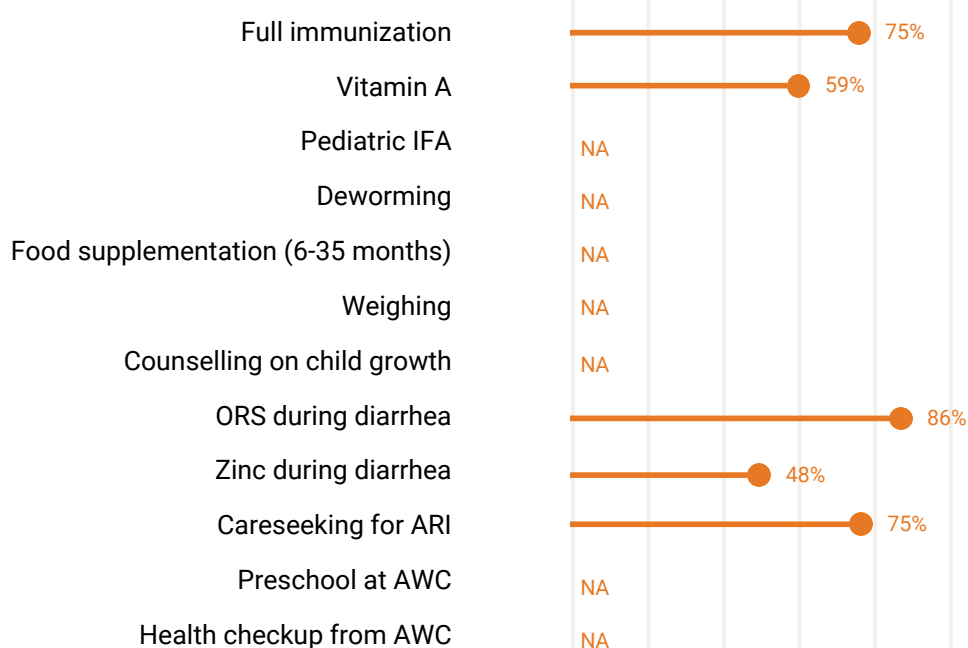 Full immunization 75%
Vitamin A 59%
Pediatric IFA NA
Deworming NA
Food supplementation (6-35 months) NA
Weighing NA
Counselling on child growth NA
ORS during diarrhea 86%
Zinc during diarrhea 48%
Careseeking for ARI 75%
Preschool at AWC NA
Health checkup from AWC NA